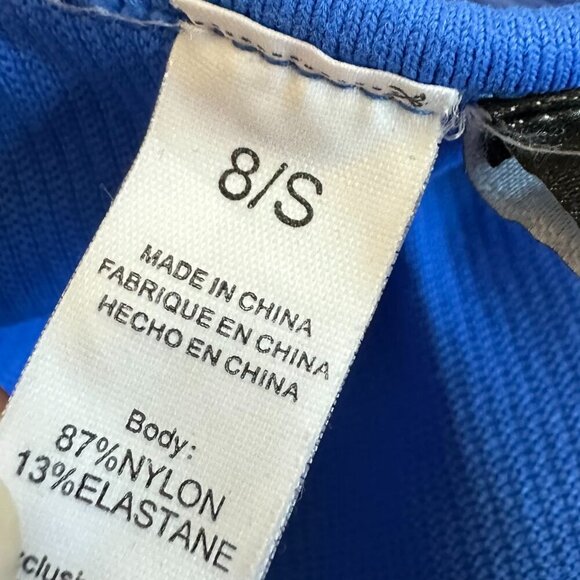 8/S
MADE IN CHINA
FABRIQUE EN CHINA
HECHO EN CHINA
Body:
87%NYLON
13%ELASTANE